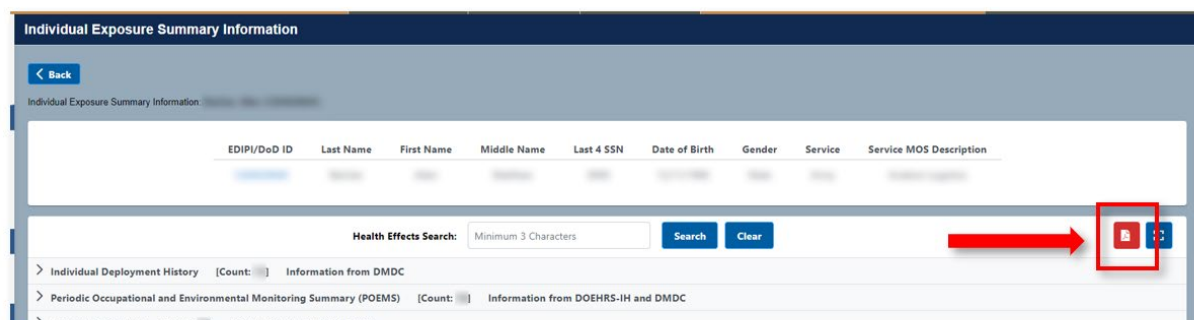 Individual Exposure Summary Information
Back
Individual Exposure Summary Information:
EDIPI/DoD ID Last Name First Name Middle Name Last 4 SSN Date of Birth Gender Service Service MOS Description
Health Effects Search: Minimum 3 Characters Search Clear
Individual Deployment History [Count: ] Information from DMDC
Periodic Occupational and Environmental Monitoring Summary (POEMS) [Count: ] Information from DOEHRS-IH and DMDC